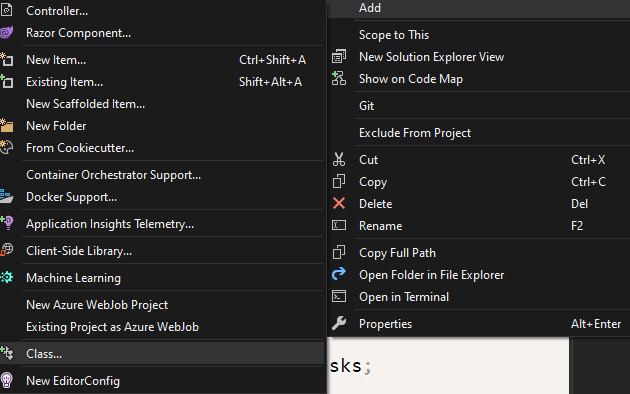 Controller...
Razor Component...
New Item... Ctrl+Shift+A
Existing Item... Shift+Alt+A
New Scaffolded Item...
New Folder
From Cookiecutter...
Container Orchestrator Support...
Docker Support...
Application Insights Telemetry...
Client-Side Library...
Machine Learning
New Azure WebJob Project
Existing Project as Azure WebJob
Class...
New EditorConfig
Add
Scope to This
New Solution Explorer View
Show on Code Map
Git
Exclude From Project
Cut Ctrl+X
Copy Ctrl+C
Delete Del
Rename F2
Copy Full Path
Open Folder in File Explorer
Open in Terminal
Properties Alt+Enter
sks;